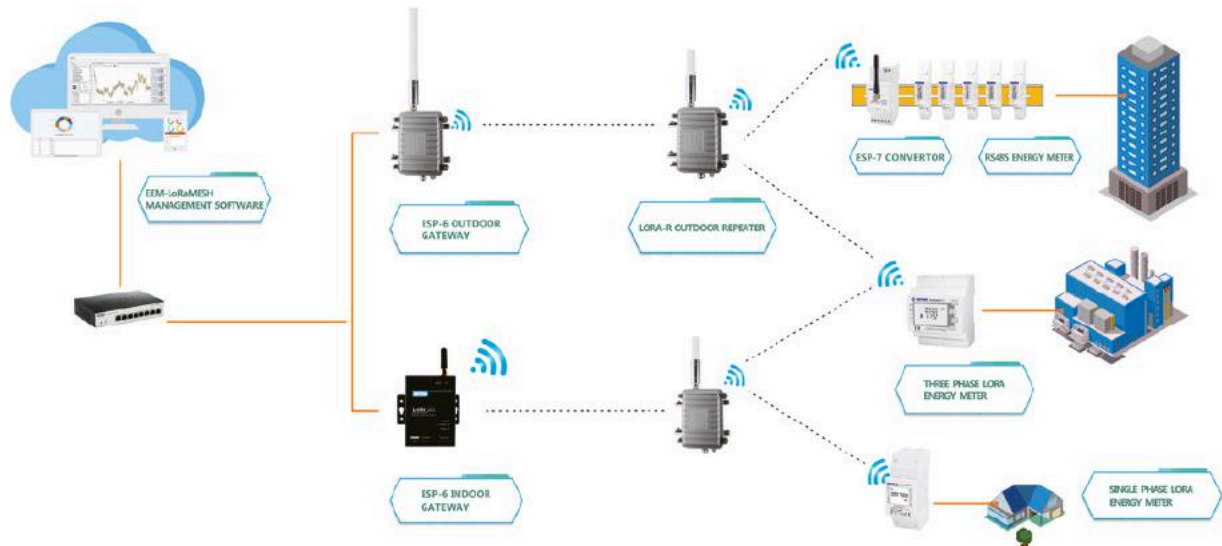 EEM-LoRaMESH
MANAGEMENT SOFTWARE
ESP-6 OUTDOOR
GATEWAY
LORA-R OUTDOOR REPEATER
ESP-7 CONVERTOR
RS485 ENERGY METER
THREE PHASE LORA
ENERGY METER
ESP-6 INDOOR
GATEWAY
SINGLE PHASE LORA
ENERGY METER